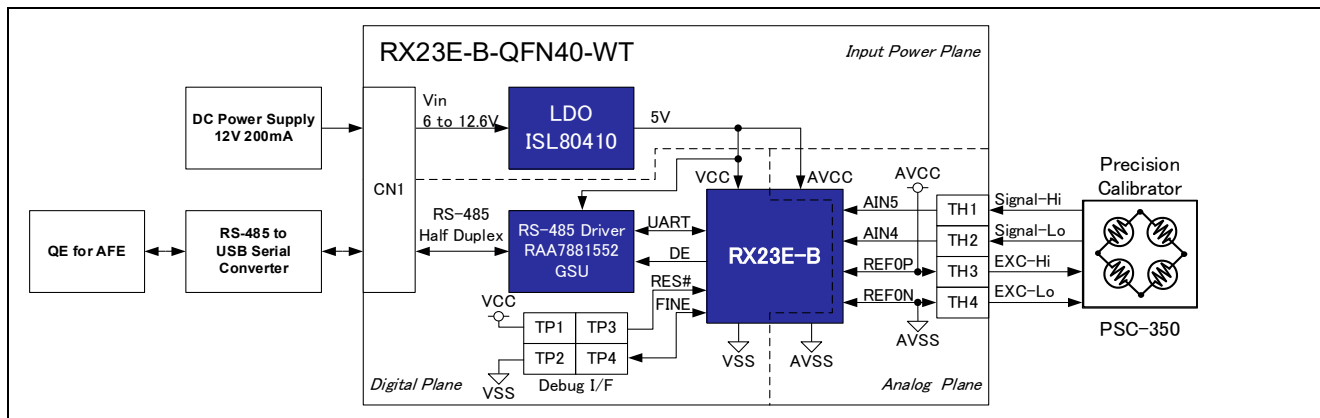 RX23E-B-QFN40-WT
Input Power Plane
DC Power Supply
12V 200mA
CN1
Vin
6 to 12.6V
LDO
ISL80410
5V
VCC
AVCC
AVCC
QE for AFE
RS-485 to
USB Serial
Converter
RS-485
Half Duplex
RS-485 Driver
RAA7881552
GSU
UART
DE
RES#
FINE
RX23E-B
AIN5
AIN4
REF0P
REF0N
TH1
TH2
TH3
TH4
Signal-Hi
Signal-Lo
EXC-Hi
EXC-Lo
Precision
Calibrator
PSC-350
VCC
TP1
TP3
TP2
TP4
VSS
Debug I/F
VSS
AVSS
AVSS
Digital Plane
Analog Plane